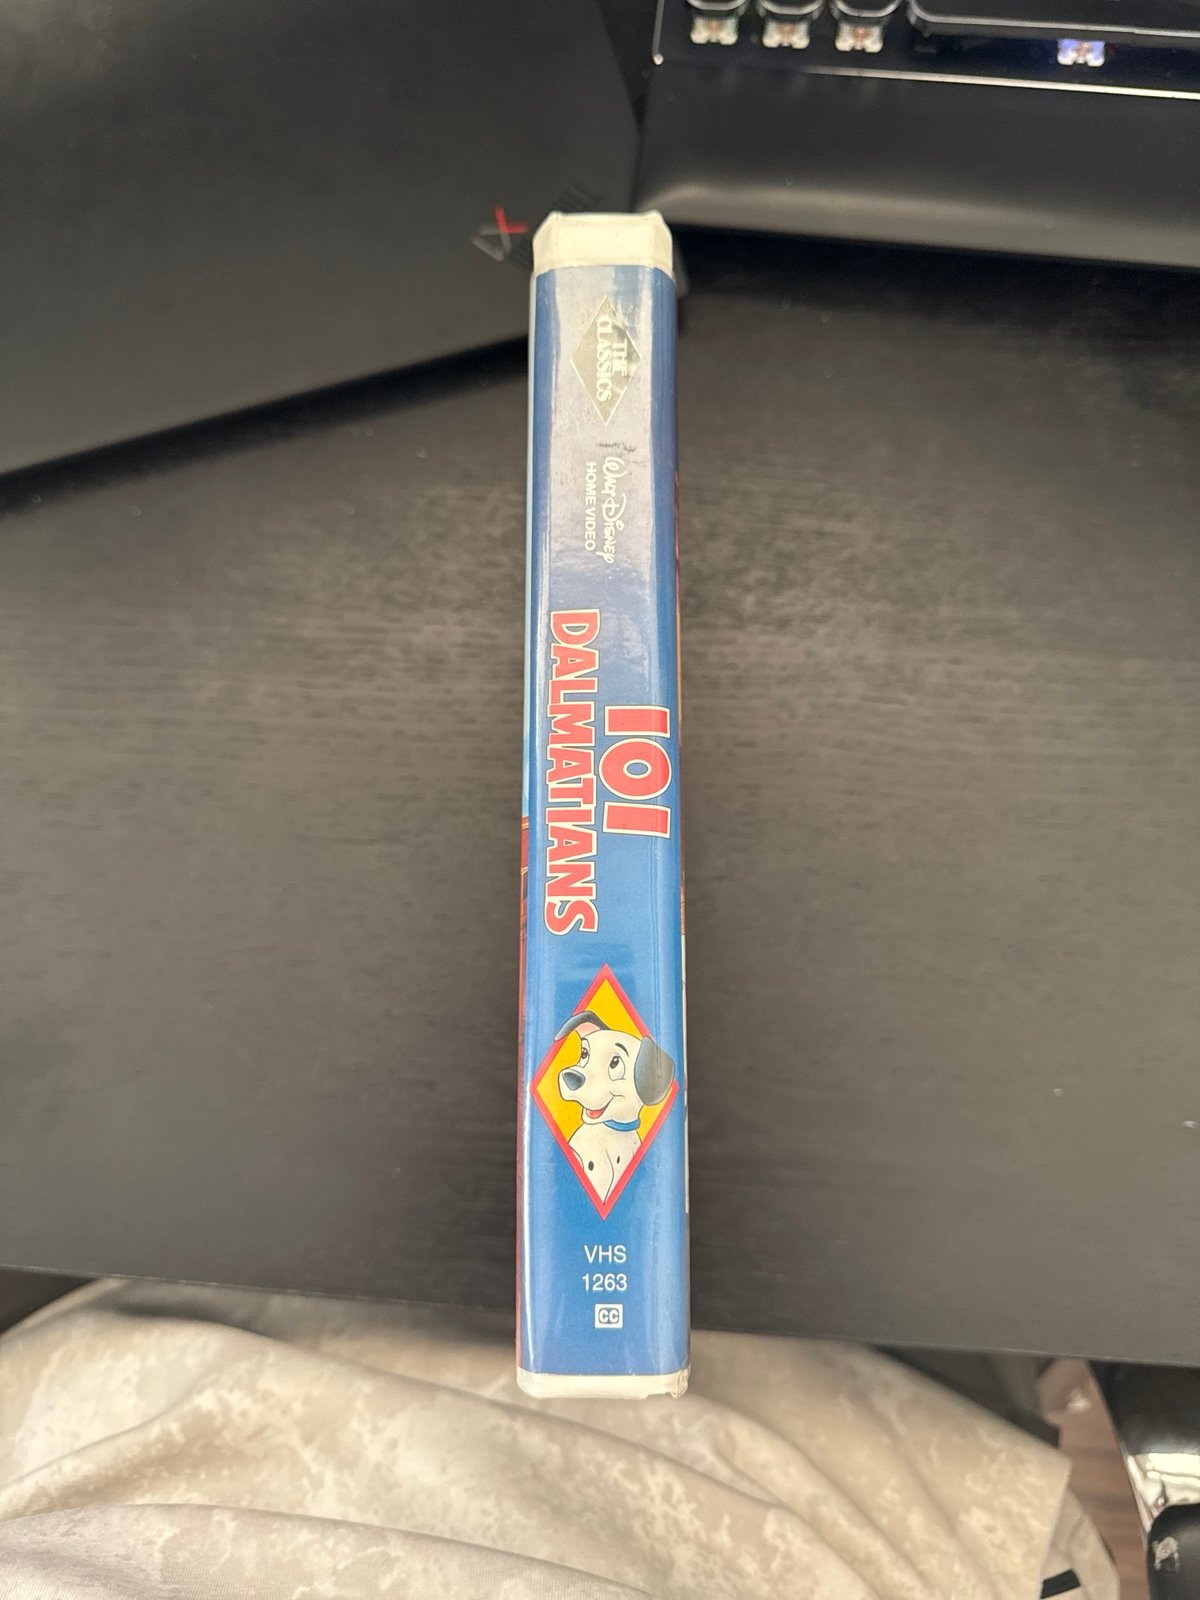 THE
CLASSICS
WALT DISNEY
HOME VIDEO
101
DALMATIANS
VHS
1263
CC